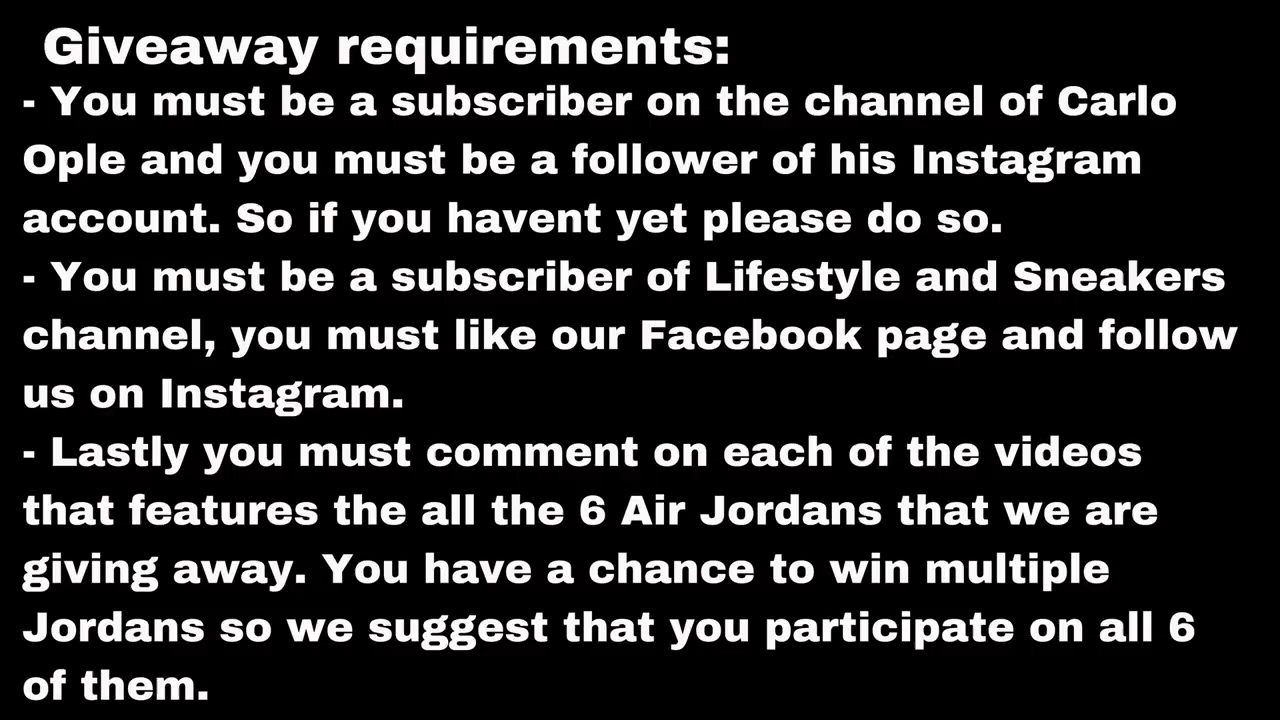 Giveaway requirements:
- You must be a subscriber on the channel of Carlo
Ople and you must be a follower of his Instagram
account. So if you havent yet please do so.
- You must be a subscriber of Lifestyle and Sneakers
channel, you must like our Facebook page and follow
us on Instagram.
- Lastly you must comment on each of the videos
that features the all the 6 Air Jordans that we are
giving away. You have a chance to win multiple
Jordans so we suggest that you participate on all 6
of them.